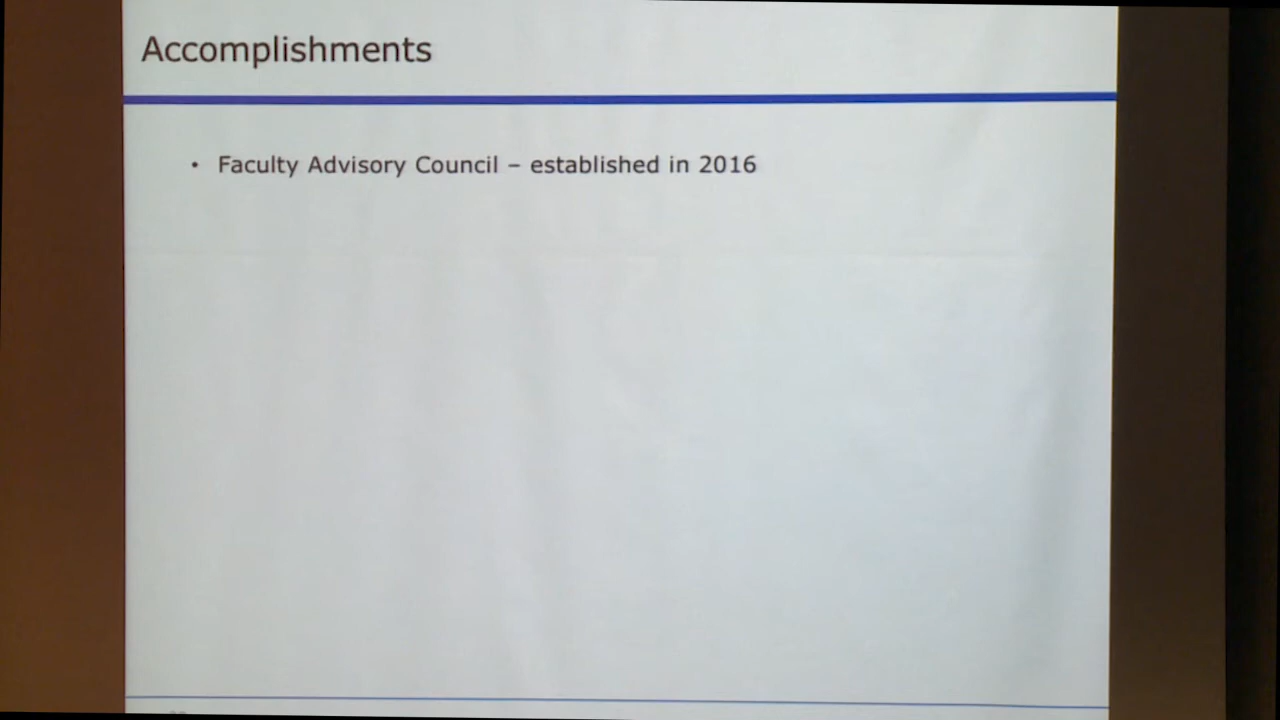 Accomplishments
• Faculty Advisory Council – established in 2016